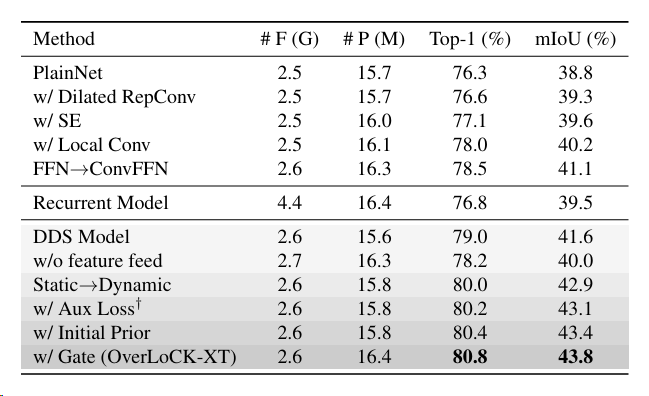 Method # F (G) # P (M) Top-1 (%) mIoU (%)
PlainNet 2.5 15.7 76.3 38.8
w/ Dilated RepConv 2.5 15.7 76.6 39.3
w/ SE 2.5 16.0 77.1 39.6
w/ Local Conv 2.5 16.1 78.0 40.2
FFN→ConvFFN 2.6 16.3 78.5 41.1
Recurrent Model 4.4 16.4 76.8 39.5
DDS Model 2.6 15.6 79.0 41.6
w/o feature feed 2.7 16.3 78.2 40.0
Static→Dynamic 2.6 15.8 80.0 42.9
w/ Aux Loss† 2.6 15.8 80.2 43.1
w/ Initial Prior 2.6 15.8 80.4 43.4
w/ Gate (OverLoCK-XT) 2.6 16.4 80.8 43.8